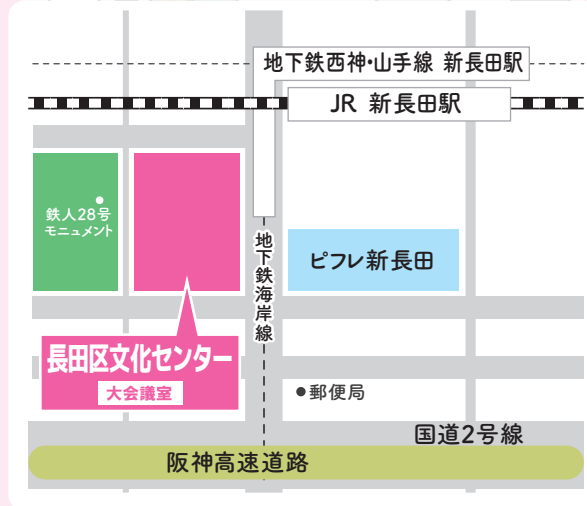 地下鉄西神・山手線 新長田駅
JR 新長田駅
鉄人28号
モニュメント
地下鉄海岸線
ピフレ新長田
長田区文化センター
大会議室
●郵便局
国道2号線
阪神高速道路